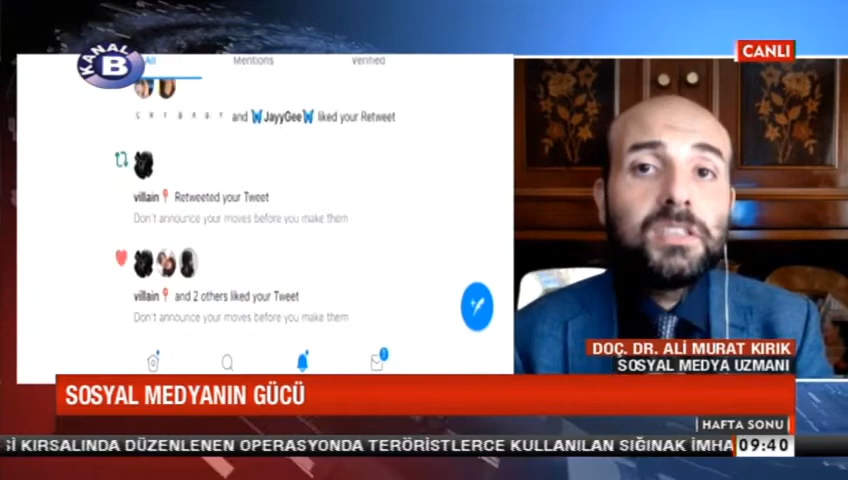 KANAL B
CANLI
All Mentions Verified
C R Y B A B Y and 🦋JayyGee🦋 liked your Retweet
villain📍 Retweeted your Tweet
Don't announce your moves before you make them
villain📍 and 2 others liked your Tweet
Don't announce your moves before you make them
DOÇ. DR. ALİ MURAT KIRIK
SOSYAL MEDYA UZMANI
SOSYAL MEDYANIN GÜCÜ
HAFTA SONU
Sİ KIRSALINDA DÜZENLENEN OPERASYONDA TERÖRİSTLERCE KULLANILAN SIĞINAK İMHA 09:40